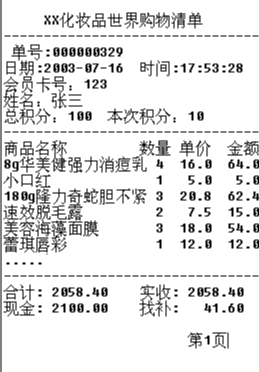 XX化妆品世界购物清单
单号:000000329
日期:2003-07-16 时间:17:53:28
会员卡号: 123
姓名: 张三
总积分: 100 本次积分: 10
商品名称 数量 单价 金额
8g华美健强力消痘乳 4 16.0 64.0
小口红 1 5.0 5.0
180g隆力奇蛇胆不紧 3 20.8 62.4
速效脱毛露 2 7.5 15.0
美容海藻面膜 3 18.0 54.0
蕾琪唇彩 1 12.0 12.0
.....
合计: 2058.40 实收: 2058.40
现金: 2100.00 找补: 41.60
第1页